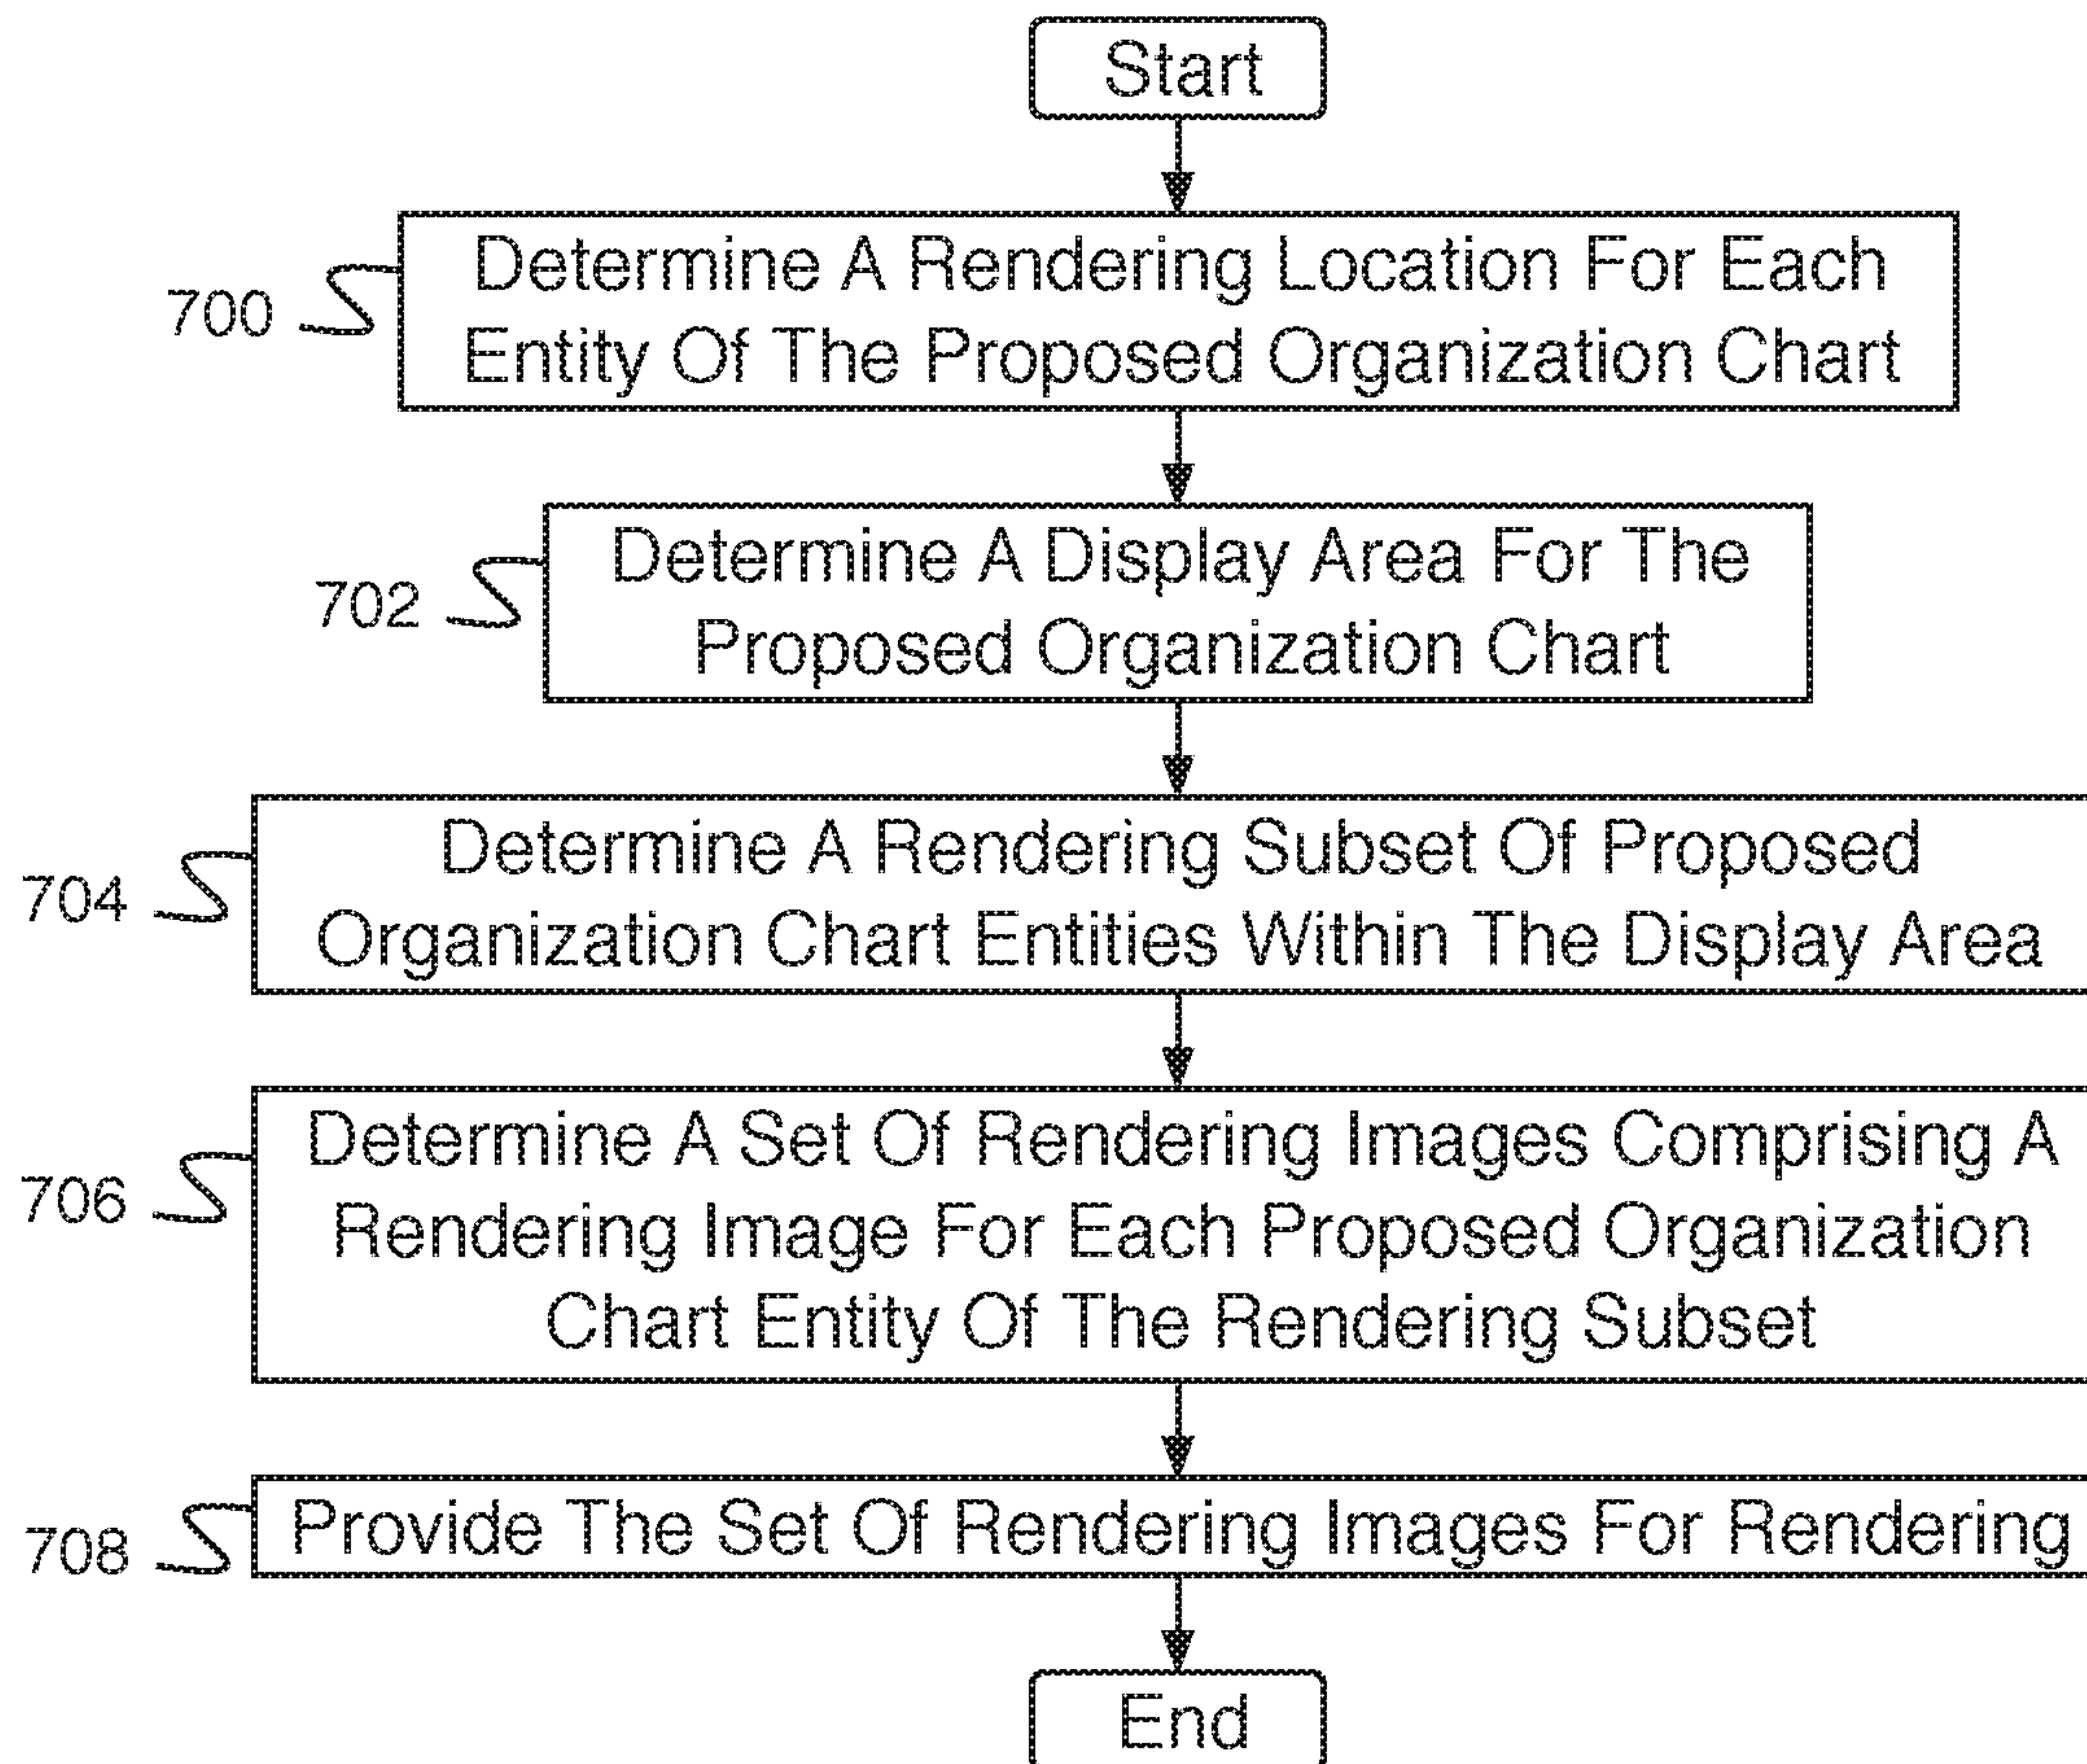 Start
700
Determine A Rendering Location For Each
Entity Of The Proposed Organization Chart
702
Determine A Display Area For The
Proposed Organization Chart
704
Determine A Rendering Subset Of Proposed
Organization Chart Entities Within The Display Area
706
Determine A Set Of Rendering Images Comprising A
Rendering Image For Each Proposed Organization
Chart Entity Of The Rendering Subset
708
Provide The Set Of Rendering Images For Rendering
End